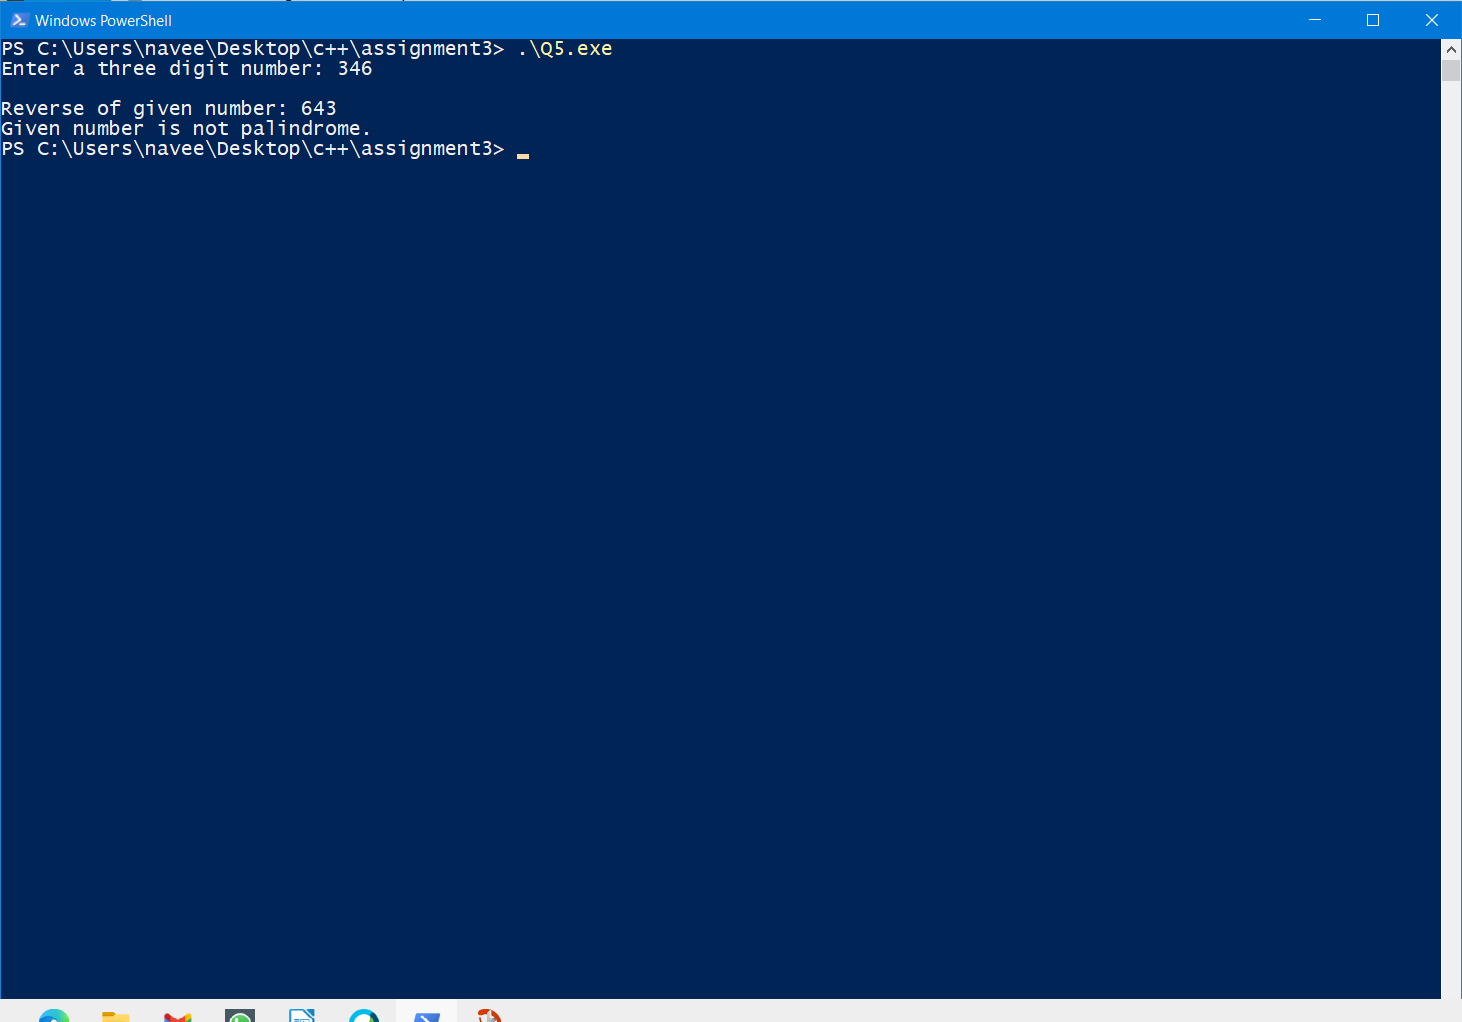 Windows PowerShell
PS C:\Users\navee\Desktop\c++\assignment3> .\Q5.exe
Enter a three digit number: 346
Reverse of given number: 643
Given number is not palindrome.
PS C:\Users\navee\Desktop\c++\assignment3>